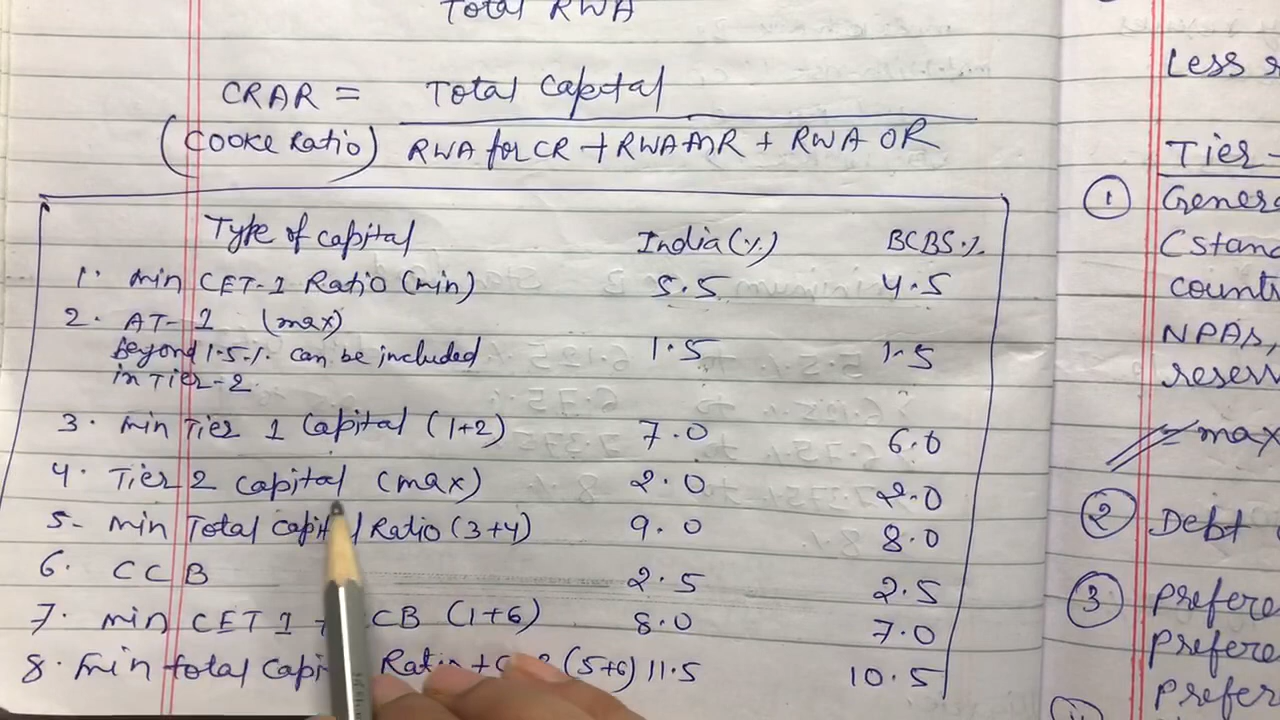 Total RWA
CRAR = Total Capital
(COOKE Ratio) RWA for CR + RWA MR + RWA OR
Type of capital India (%) BCBS %
1. Min CET-1 Ratio (min) 5.5 4.5
2. AT-1 (max)
beyond 1.5% can be included 1.5 1.5
in Tier-2.
3. Min Tier 1 Capital (1+2) 7.0 6.0
4. Tier 2 capital (max) 2.0 2.0
5- Min Total capital Ratio (3+4) 9.0 8.0
6. CCB 2.5 2.5
7. Min CET 1 + CB (1+6) 8.0 7.0
8. Min total capi Ratio + C (5+6) 11.5 10.5
Less
Tier-
① Genera
(stand
countr
NPAs,
reserv
= max
② Debt
③ Prefere
Prefere
Prefer